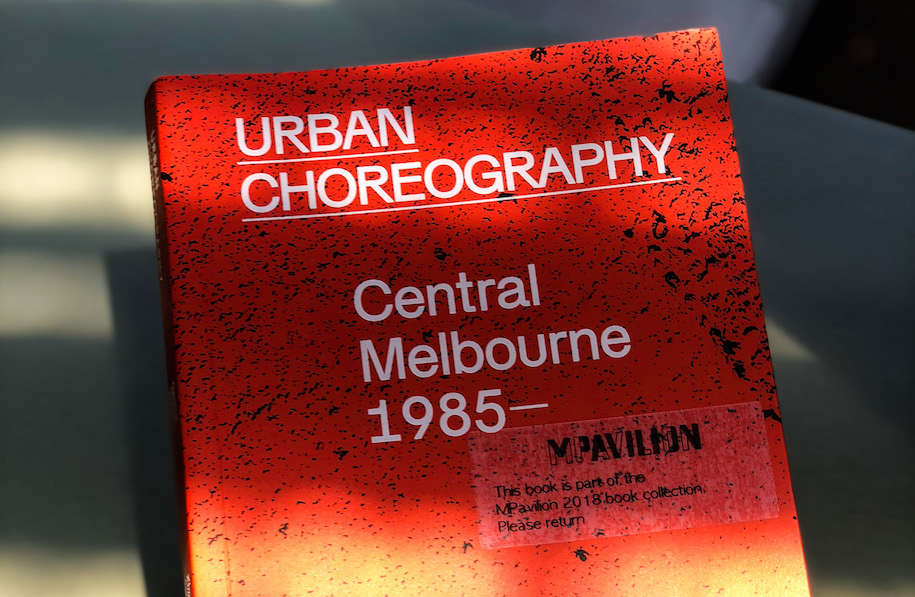 URBAN
CHOREOGRAPHY
Central
Melbourne
1985—
MPAVILION
This book is part of the
MPavilion 2018 book collection.
Please return